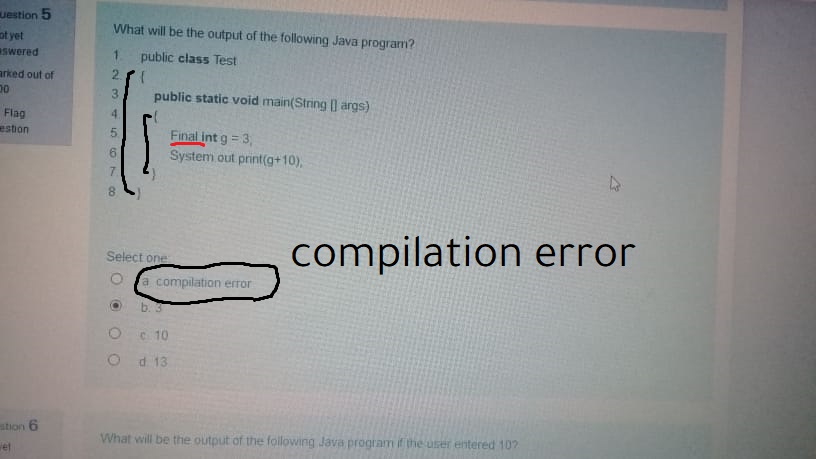 uestion 5
ot yet
swered
arked out of
00
Flag
estion
What will be the output of the following Java program?
1. public class Test
2. {
3. public static void main(String [] args)
4. {
5. Final int g = 3;
6. System out print(g+10);
7. }
8. }
Select one:
a. compilation error
b. 3
c. 10
d. 13
compilation error
stion 6
yet
What will be the output of the following Java program if the user entered 10?